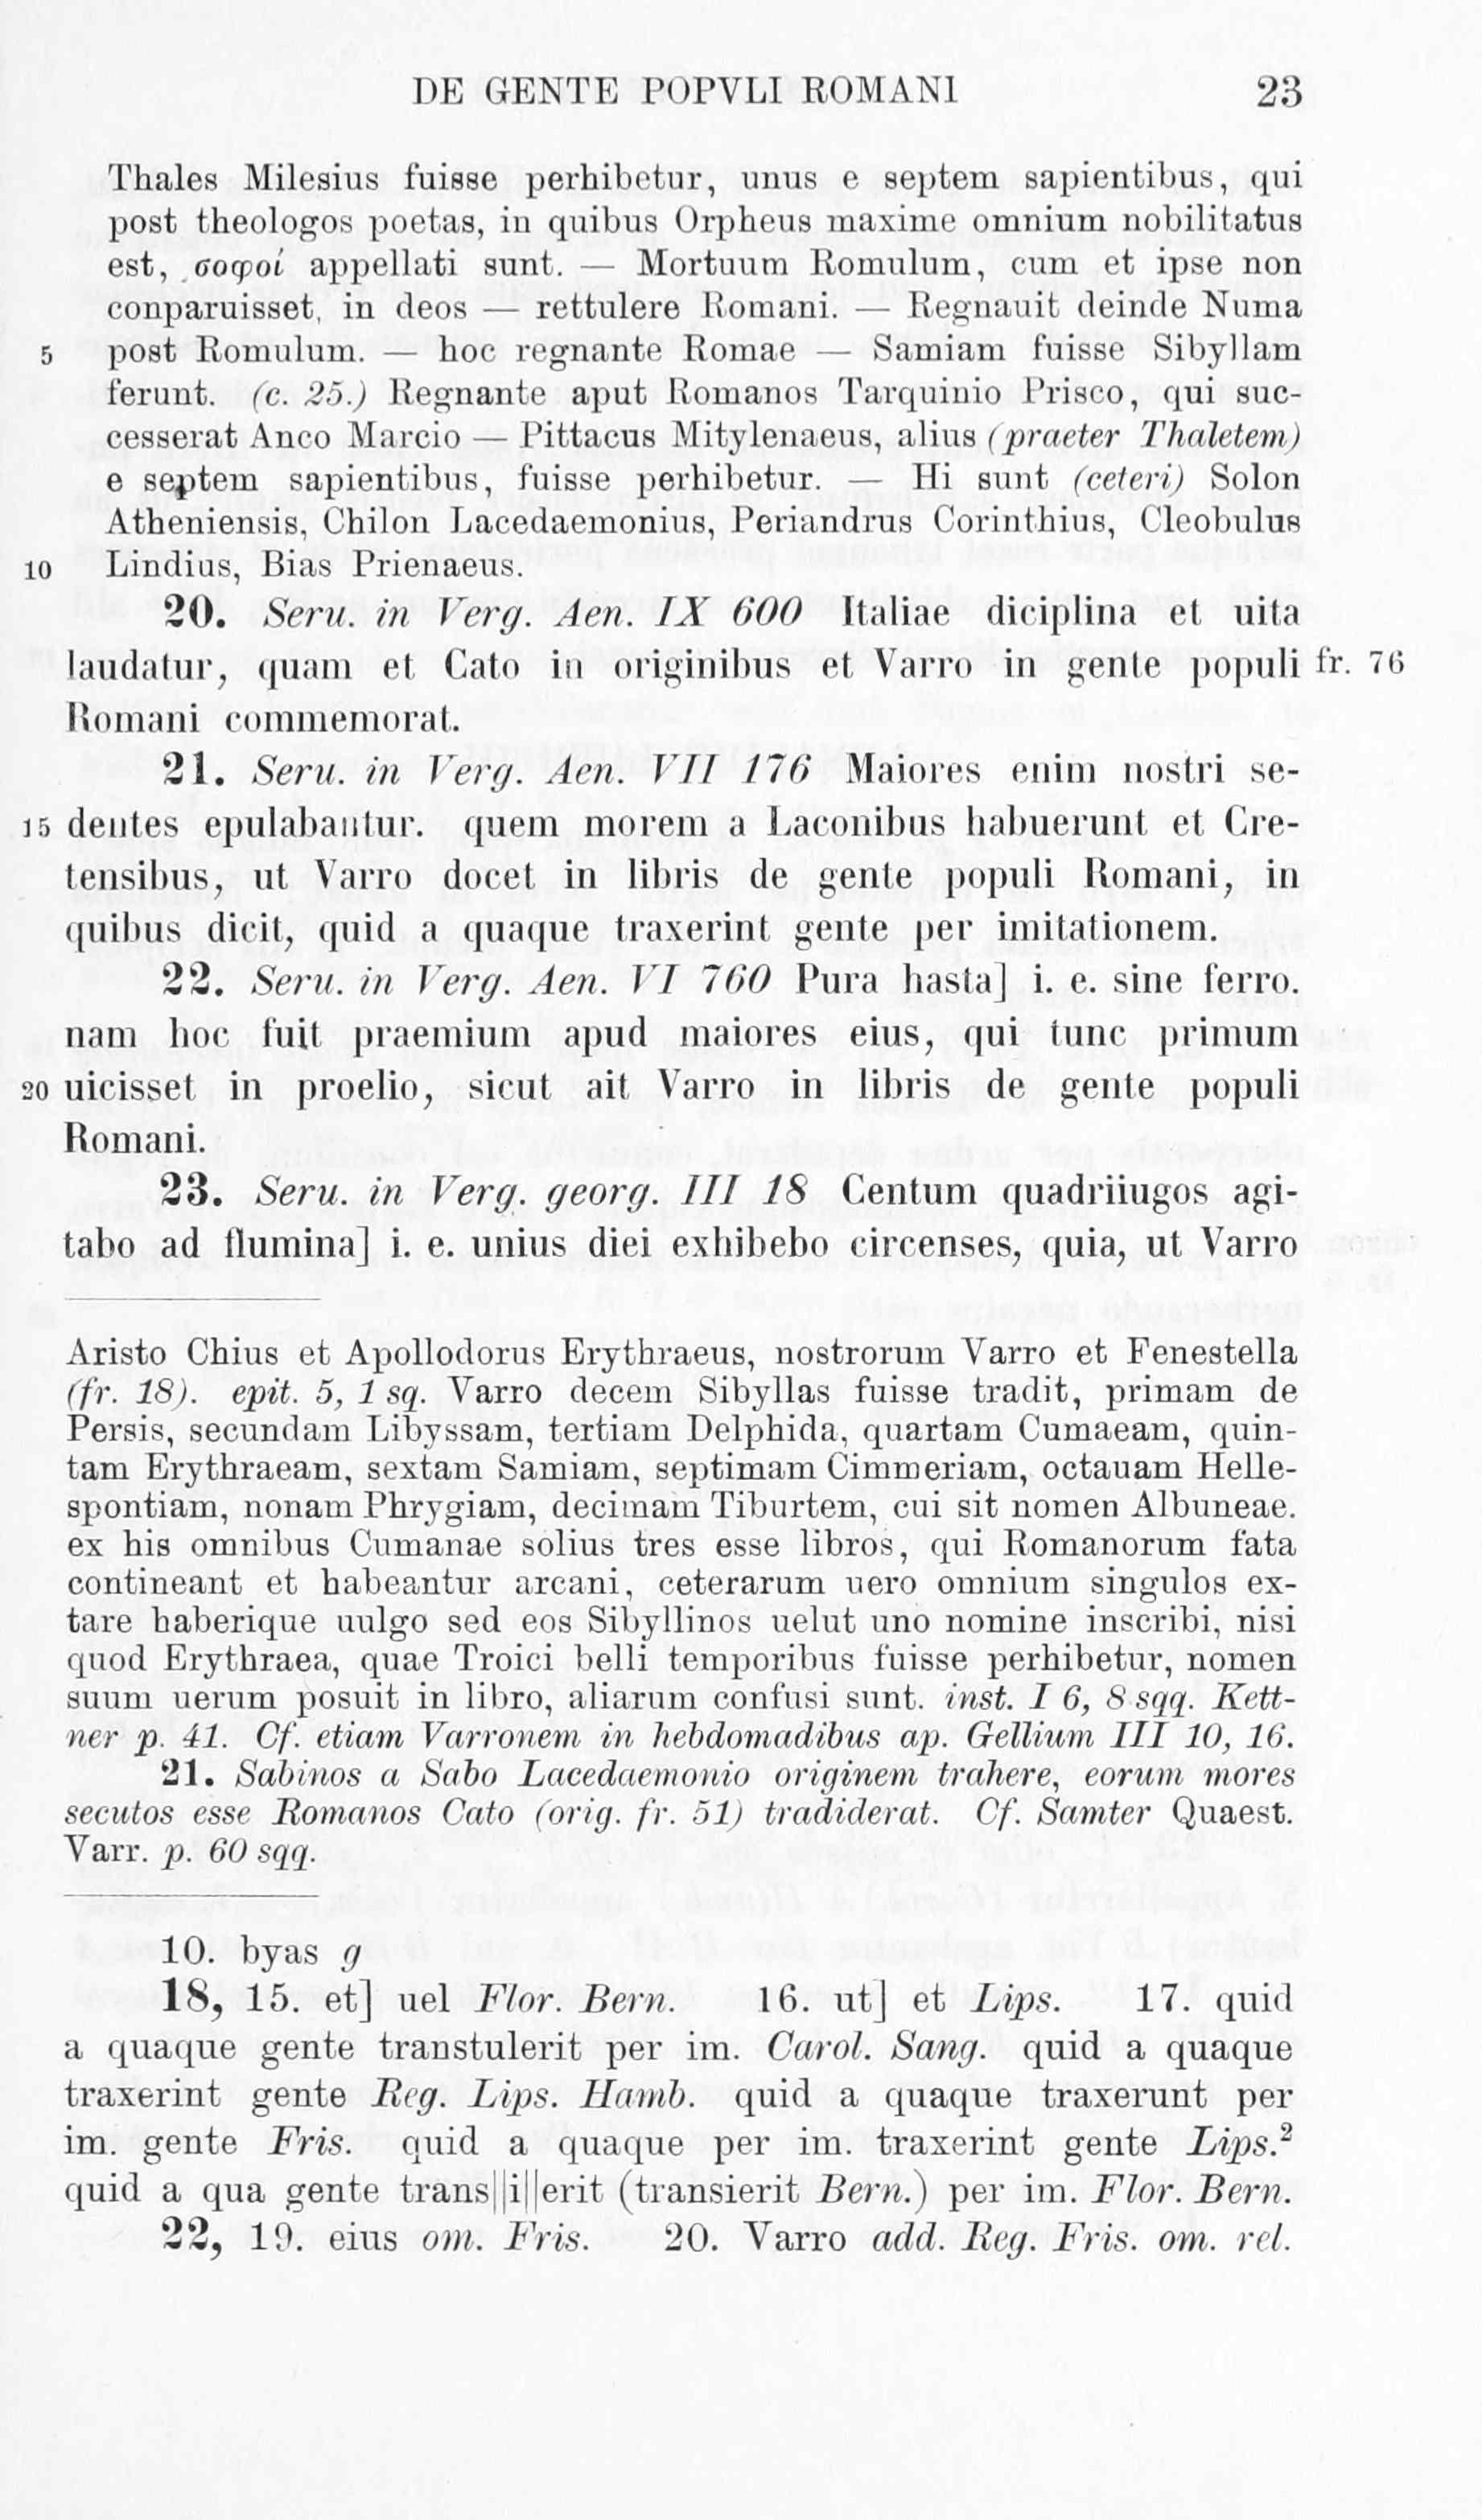 DE GENTE POPVLI ROMANI 23
Thales Milesius fuisse perhibetur, unus e septem sapientibus, qui
post theologos poetas, in quibus Orpheus maxime omnium nobilitatus
est, σοφοί appellati sunt. — Mortuum Romulum, cum et ipse non
conparuisset, in deos — rettulere Romani. — Regnauit deinde Numa
5 post Romulum. — hoc regnante Romae — Samiam fuisse Sibyllam
ferunt. (c. 25.) Regnante aput Romanos Tarquinio Prisco, qui suc-
cesserat Anco Marcio — Pittacus Mitylenaeus, alius (praeter Thaletem)
e septem sapientibus, fuisse perhibetur. — Hi sunt (ceteri) Solon
Atheniensis, Chilon Lacedaemonius, Periandrus Corinthius, Cleobulus
10 Lindius, Bias Prienaeus.
20. Seru. in Verg. Aen. IX 600 Italiae diciplina et uita
laudatur, quam et Cato in originibus et Varro in gente populi fr. 76
Romani commemorat.
21. Seru. in Verg. Aen. VII 176 Maiores enim nostri se-
15 dentes epulabantur. quem morem a Laconibus habuerunt et Cre-
tensibus, ut Varro docet in libris de gente populi Romani, in
quibus dicit, quid a quaque traxerint gente per imitationem.
22. Seru. in Verg. Aen. VI 760 Pura hasta] i. e. sine ferro.
nam hoc fuit praemium apud maiores eius, qui tunc primum
20 uicisset in proelio, sicut ait Varro in libris de gente populi
Romani.
23. Seru. in Verg. georg. III 18 Centum quadriiugos agi-
tabo ad flumina] i. e. unius diei exhibebo circenses, quia, ut Varro
Aristo Chius et Apollodorus Erythraeus, nostrorum Varro et Fenestella
(fr. 18). epit. 5, 1 sq. Varro decem Sibyllas fuisse tradit, primam de
Persis, secundam Libyssam, tertiam Delphida, quartam Cumaeam, quin-
tam Erythraeam, sextam Samiam, septimam Cimmeriam, octauam Helle-
spontiam, nonam Phrygiam, decimam Tiburtem, cui sit nomen Albuneae.
ex his omnibus Cumanae solius tres esse libros, qui Romanorum fata
contineant et habeantur arcani, ceterarum uero omnium singulos ex-
tare haberique uulgo sed eos Sibyllinos uelut uno nomine inscribi, nisi
quod Erythraea, quae Troici belli temporibus fuisse perhibetur, nomen
suum uerum posuit in libro, aliarum confusi sunt. inst. I 6, 8 sqq. Kett-
ner p. 41. Cf. etiam Varronem in hebdomadibus ap. Gellium III 10, 16.
21. Sabinos a Sabo Lacedaemonio originem trahere, eorum mores
secutos esse Romanos Cato (orig. fr. 51) tradiderat. Cf. Samter Quaest.
Varr. p. 60 sqq.
10. byas g
18, 15. et] uel Flor. Bern. 16. ut] et Lips. 17. quid
a quaque gente transtulerit per im. Carol. Sang. quid a quaque
traxerint gente Reg. Lips. Hamb. quid a quaque traxerunt per
im. gente Fris. quid a quaque per im. traxerint gente Lips.²
quid a qua gente trans||i||erit (transierit Bern.) per im. Flor. Bern.
22, 19. eius om. Fris. 20. Varro add. Reg. Fris. om. rel.